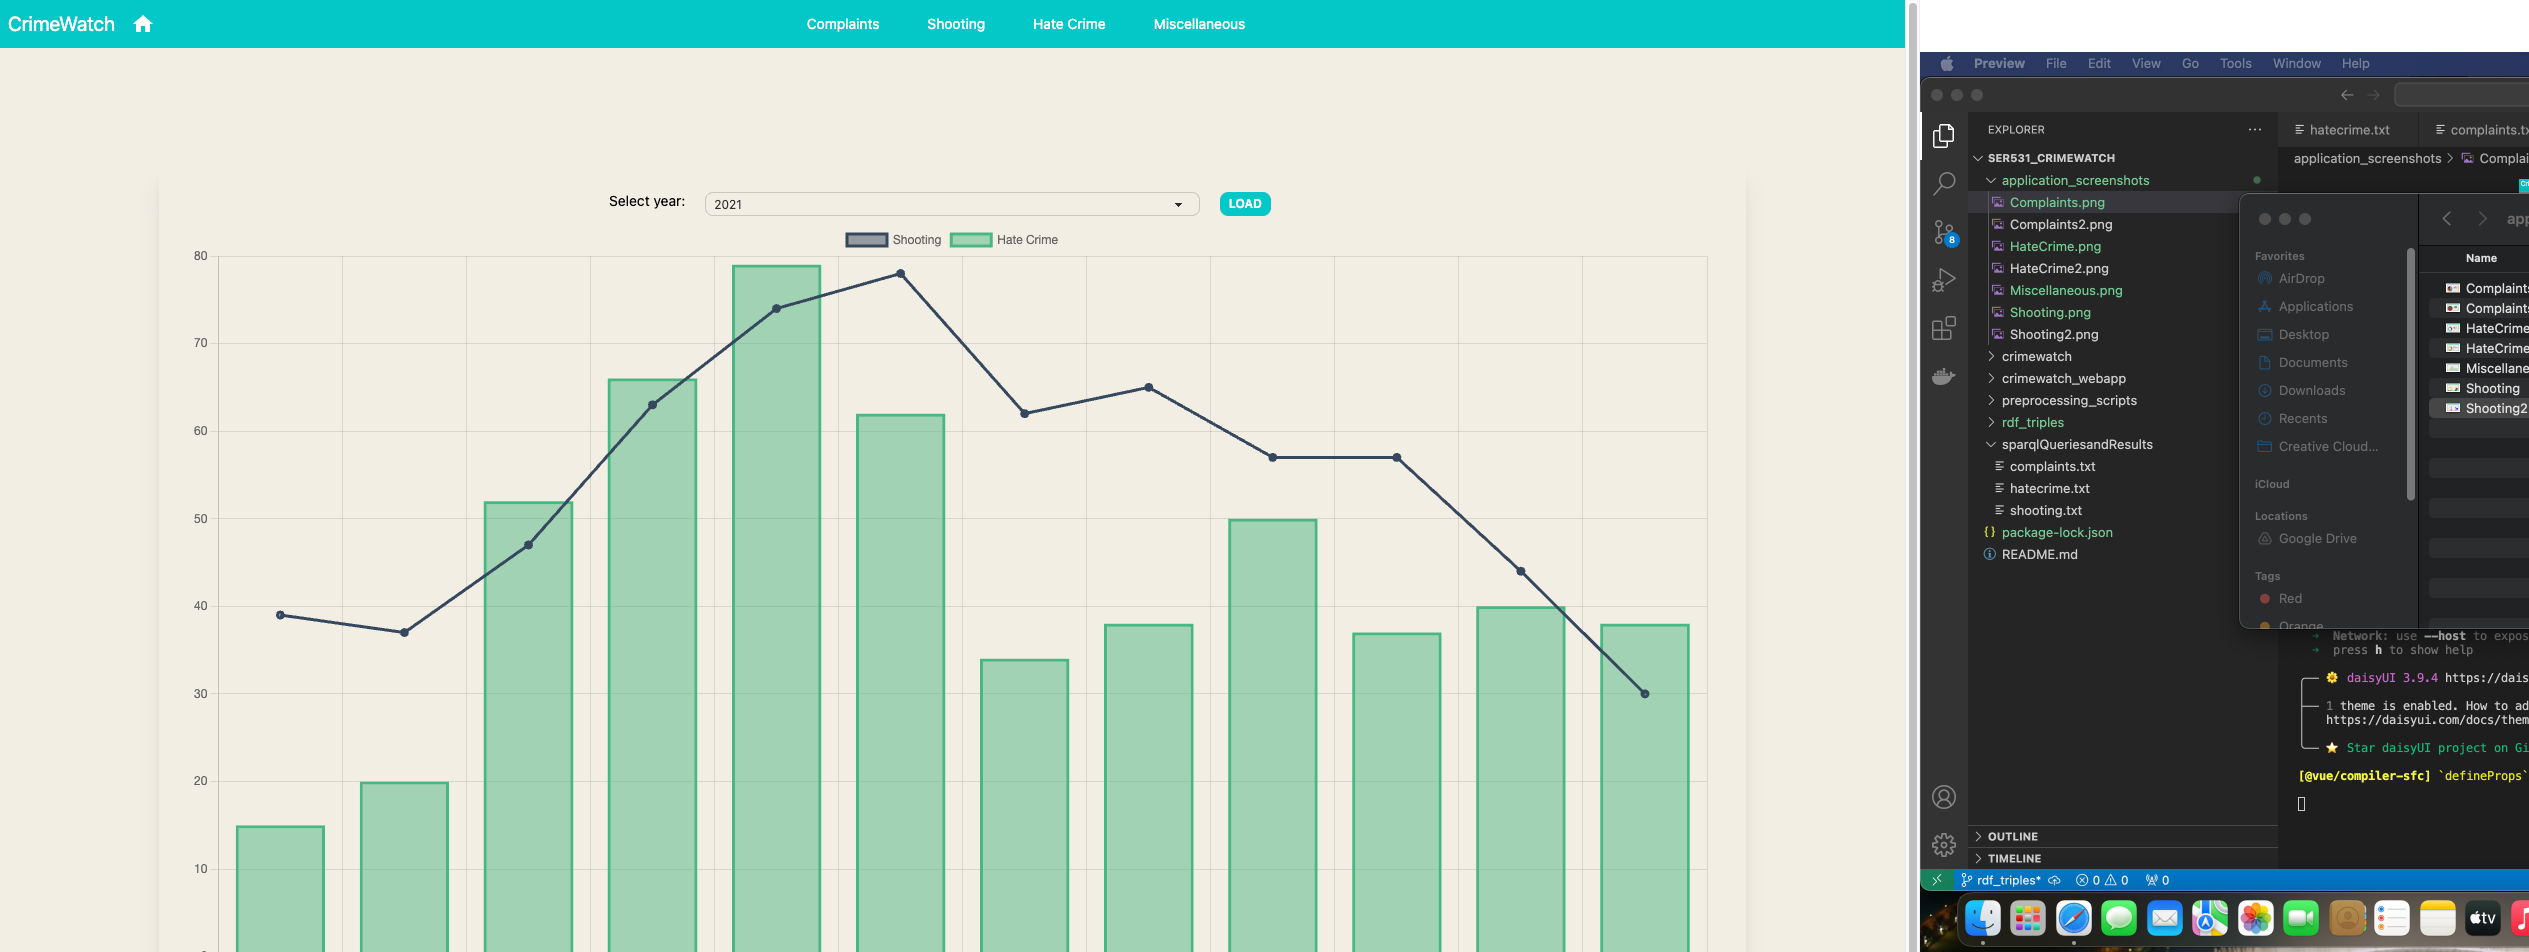 CrimeWatch
Complaints Shooting Hate Crime Miscellaneous
Select year: 2021 LOAD
Shooting Hate Crime
80
70
60
50
40
30
20
10
Preview File Edit View Go Tools Window Help
EXPLORER
hatecrime.txt
SER531_CRIMEWATCH
application_screenshots
Complaints.png
Complaints2.png
HateCrime.png
HateCrime2.png
Miscellaneous.png
Shooting.png
Shooting2.png
crimewatch
crimewatch_webapp
preprocessing_scripts
rdf_triples
sparqlQueriesandResults
complaints.txt
hatecrime.txt
shooting.txt
package-lock.json
README.md
OUTLINE
TIMELINE
rdf_triples* 0 0 0
8
complaints.tx
application_screenshots > Complai
app
Favorites
AirDrop
Applications
Desktop
Documents
Downloads
Recents
Creative Cloud...
iCloud
Locations
Google Drive
Tags
Red
Orange
Name
Complaints
Complaints
HateCrime
HateCrime
Miscellane
Shooting
Shooting2
➜ Network: use --host to expos
➜ press h to show help
daisyUI 3.9.4 https://dais
1 theme is enabled. How to ad
https://daisyui.com/docs/them
Star daisyUI project on Gi
[@vue/compiler-sfc] `defineProps`
tv